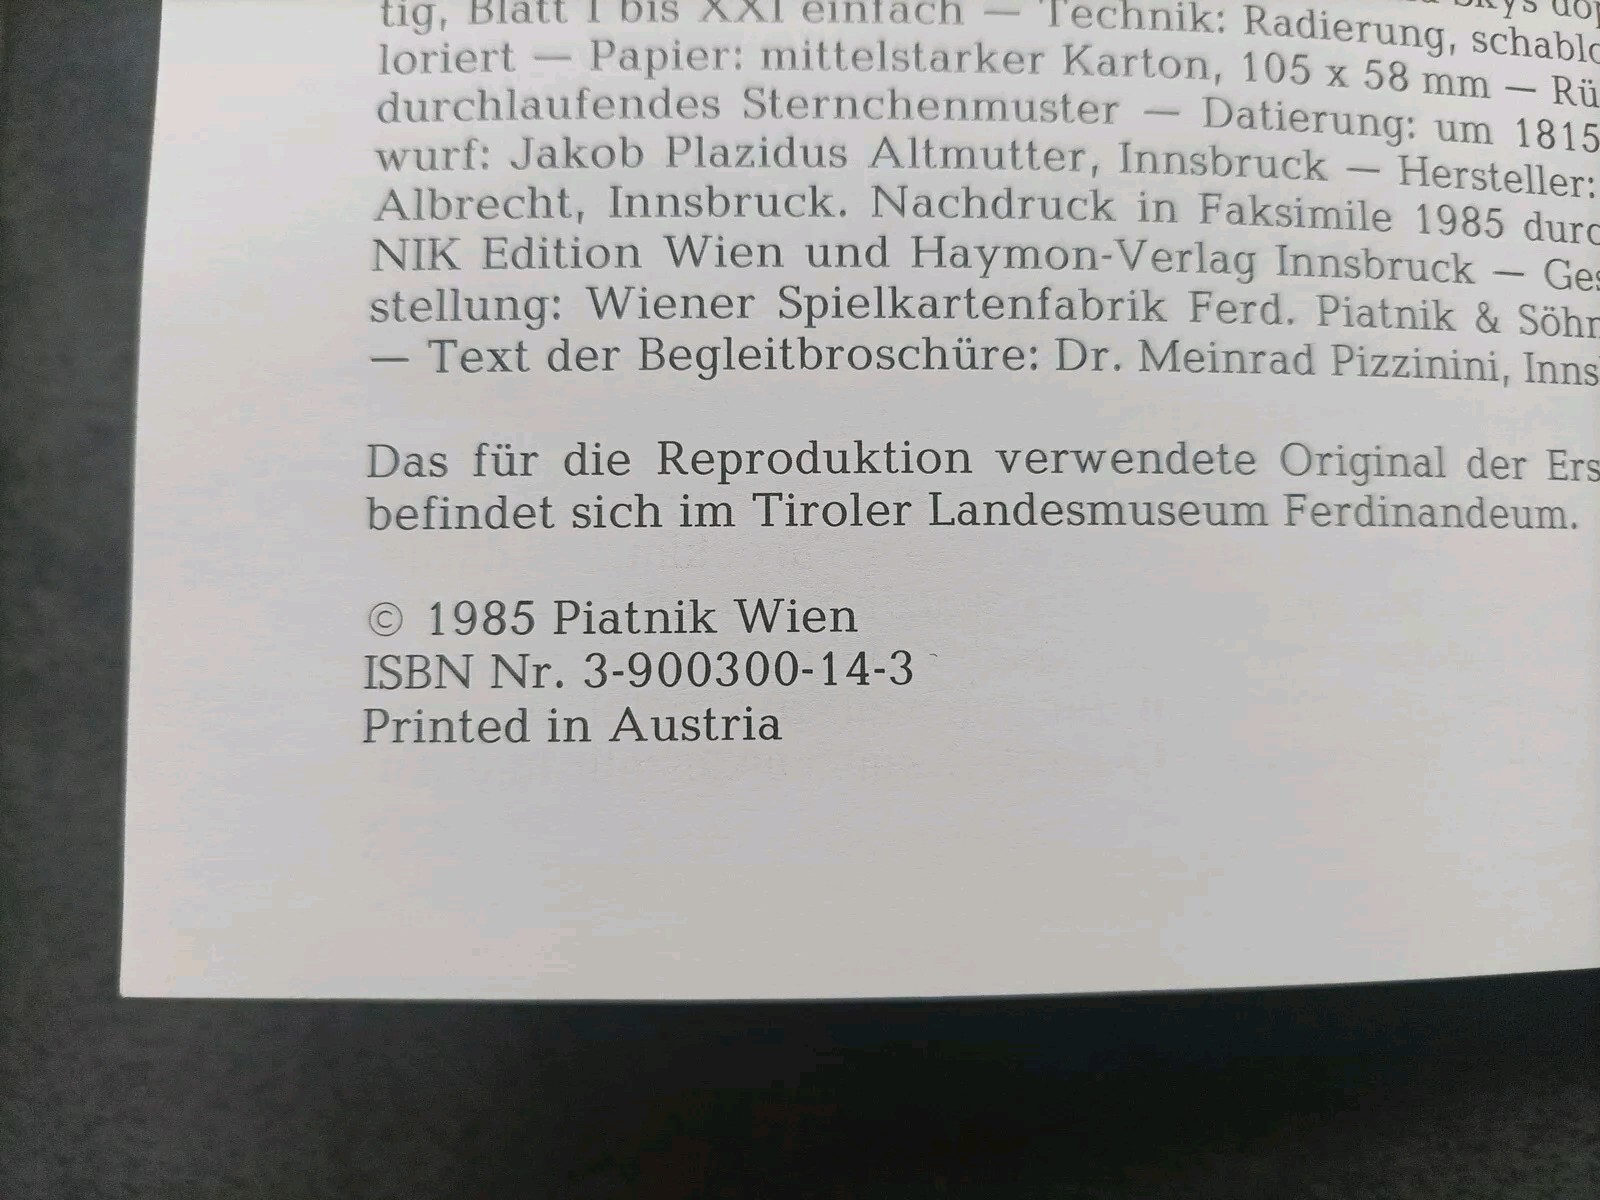 tig, Blatt I bis XXI einfach — Technik: Radierung, schablo
loriert — Papier: mittelstarker Karton, 105 x 58 mm — Rü
durchlaufendes Sternchenmuster — Datierung: um 1815
wurf: Jakob Plazidus Altmutter, Innsbruck — Hersteller:
Albrecht, Innsbruck. Nachdruck in Faksimile 1985 durc
NIK Edition Wien und Haymon-Verlag Innsbruck — Ges
stellung: Wiener Spielkartenfabrik Ferd. Piatnik & Söhn
— Text der Begleitbroschüre: Dr. Meinrad Pizzinini, Inns
Das für die Reproduktion verwendete Original der Ers
befindet sich im Tiroler Landesmuseum Ferdinandeum.
© 1985 Piatnik Wien
ISBN Nr. 3-900300-14-3
Printed in Austria